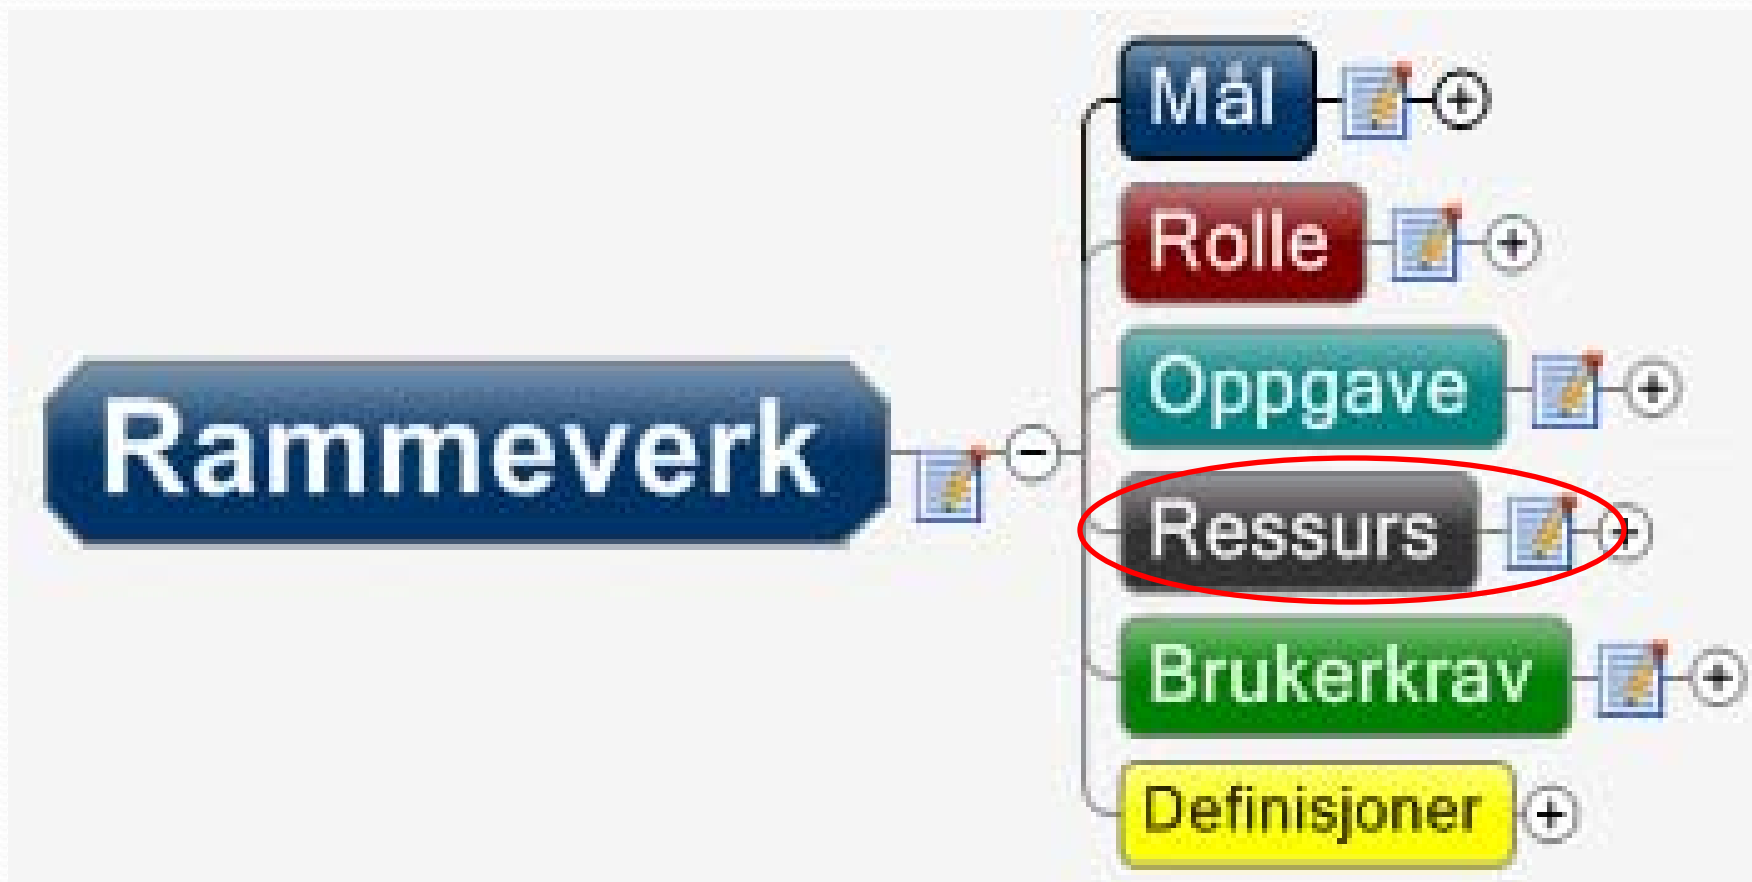 Rammeverk
Mål
Rolle
Oppgave
Ressurs
Brukerkrav
Definisjoner